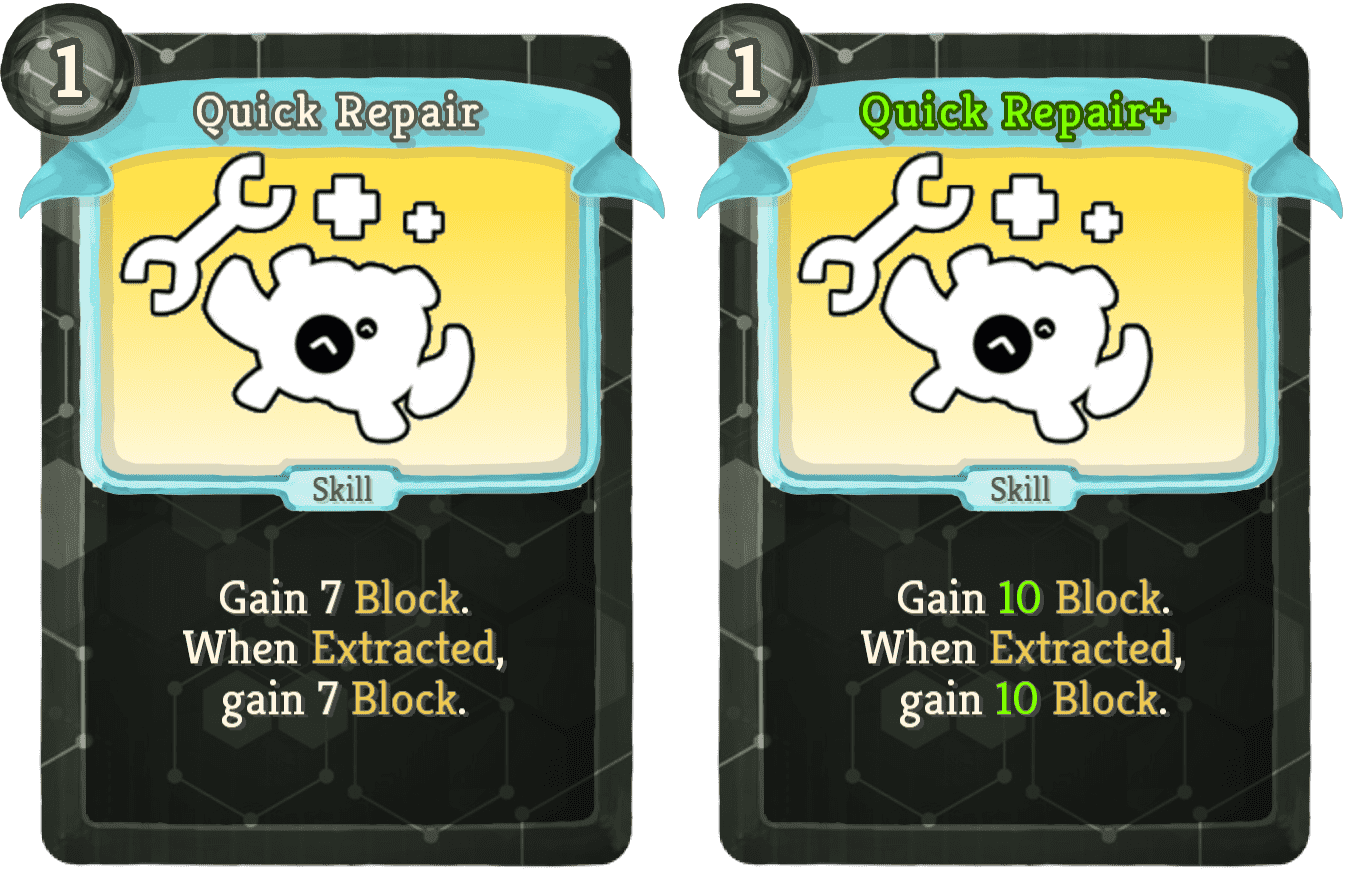 1
Quick Repair
Skill
Gain 7 Block.
When Extracted,
gain 7 Block.
1
Quick Repair+
Skill
Gain 10 Block.
When Extracted,
gain 10 Block.